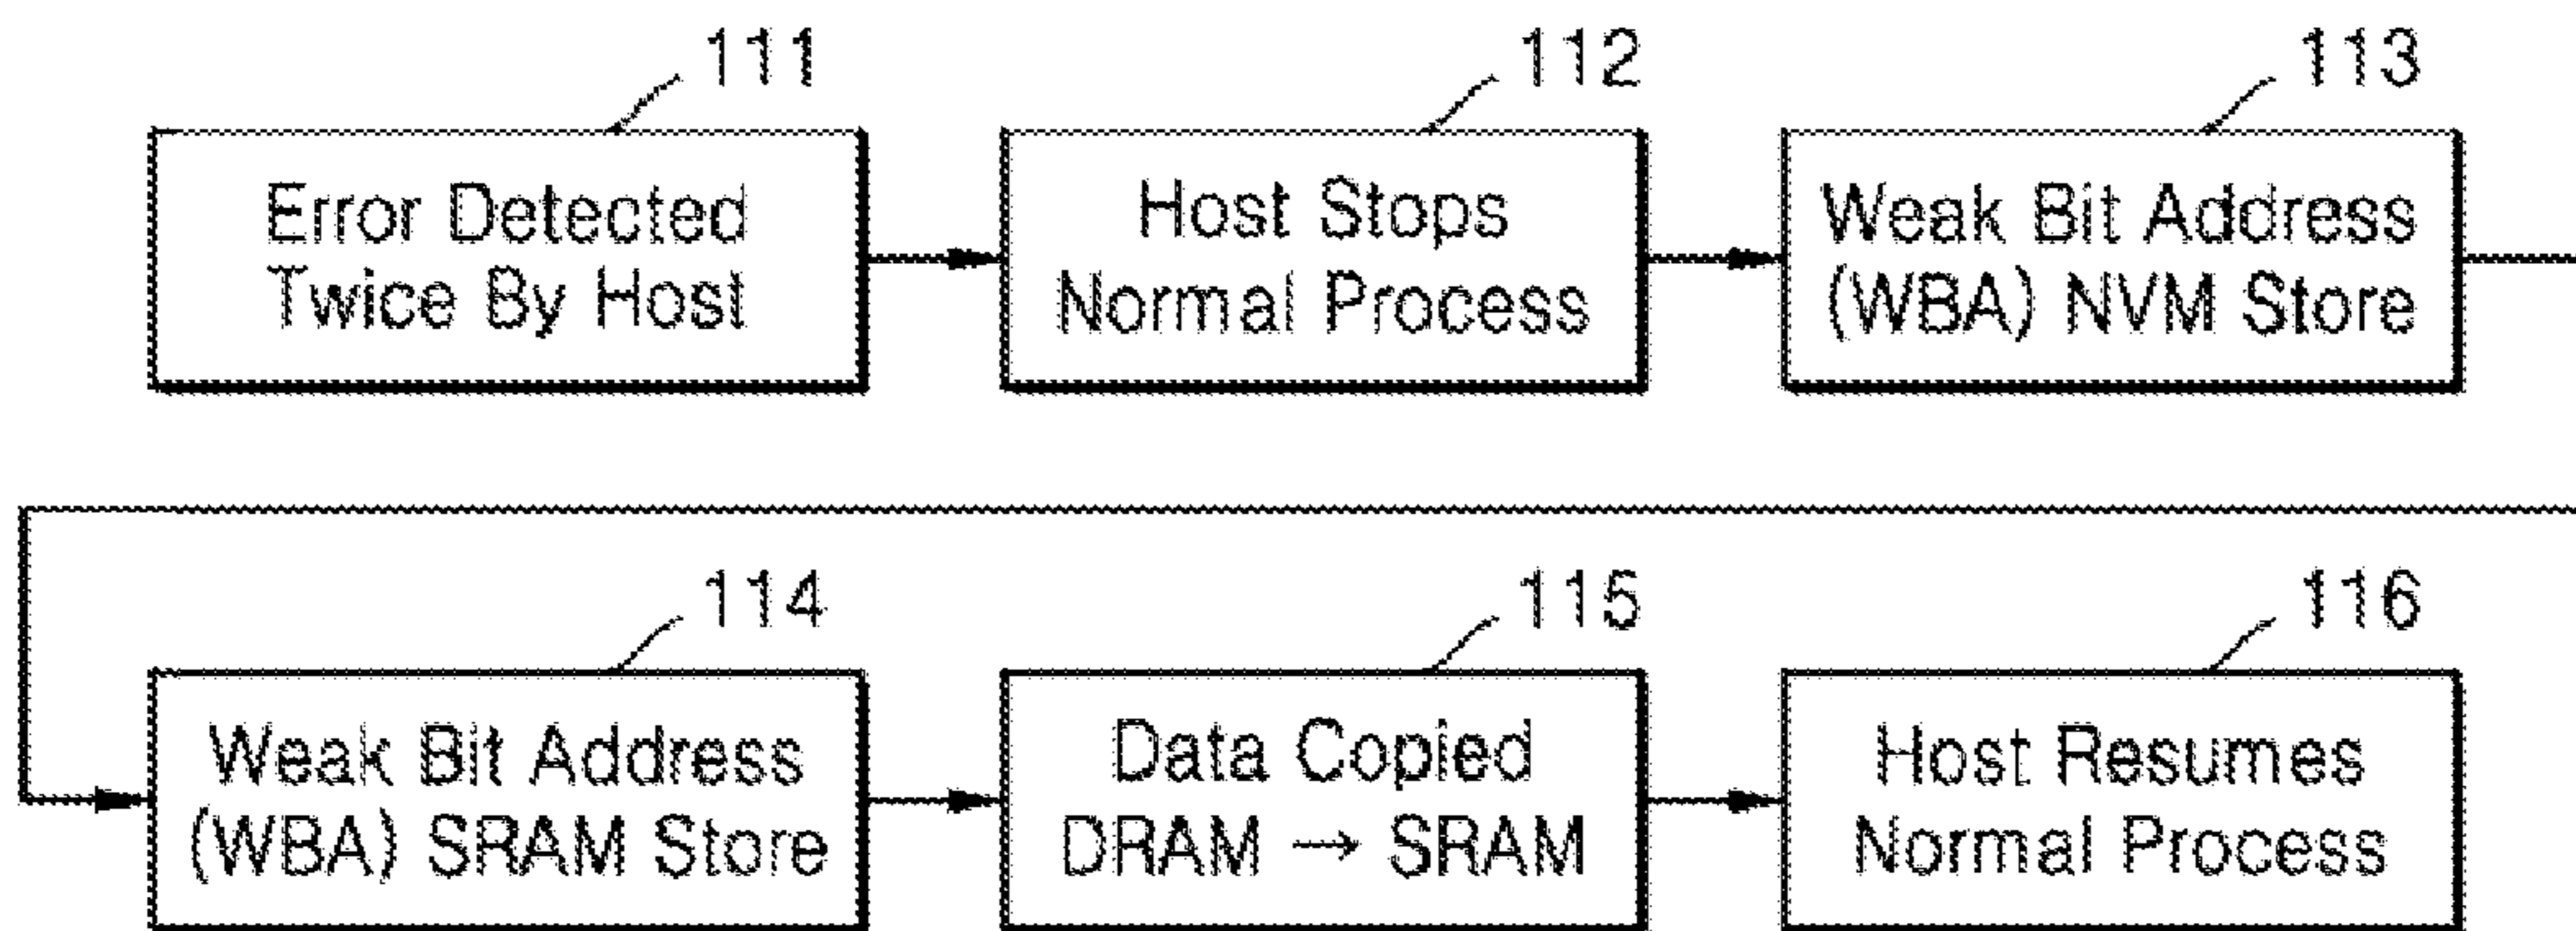 111
Error Detected
Twice By Host
112
Host Stops
Normal Process
113
Weak Bit Address
(WBA) NVM Store
114
Weak Bit Address
(WBA) SRAM Store
115
Data Copied
DRAM → SRAM
116
Host Resumes
Normal Process